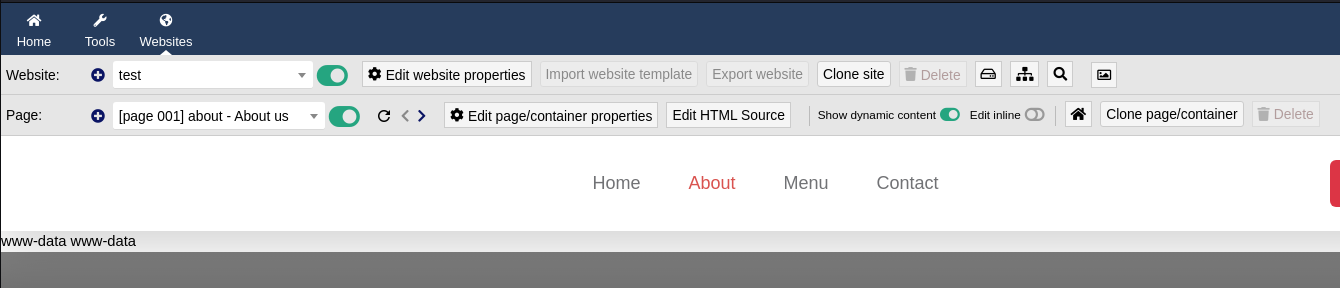 Home Tools Websites
Website: test Edit website properties Import website template Export website Clone site Delete
Page: [page 001] about - About us Edit page/container properties Edit HTML Source Show dynamic content Edit inline Clone page/container Delete
Home About Menu Contact
www-data www-data